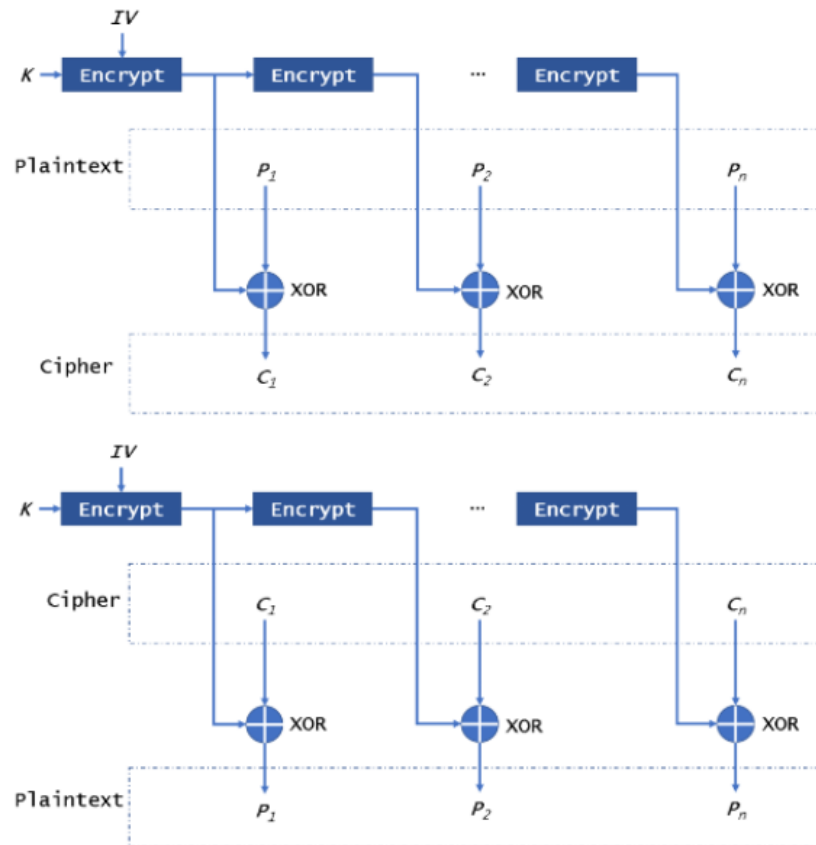 IV
K Encrypt Encrypt ... Encrypt
Plaintext P1 P2 Pn
XOR XOR XOR
Cipher C1 C2 Cn
IV
K Encrypt Encrypt ... Encrypt
Cipher C1 C2 Cn
XOR XOR XOR
Plaintext P1 P2 Pn